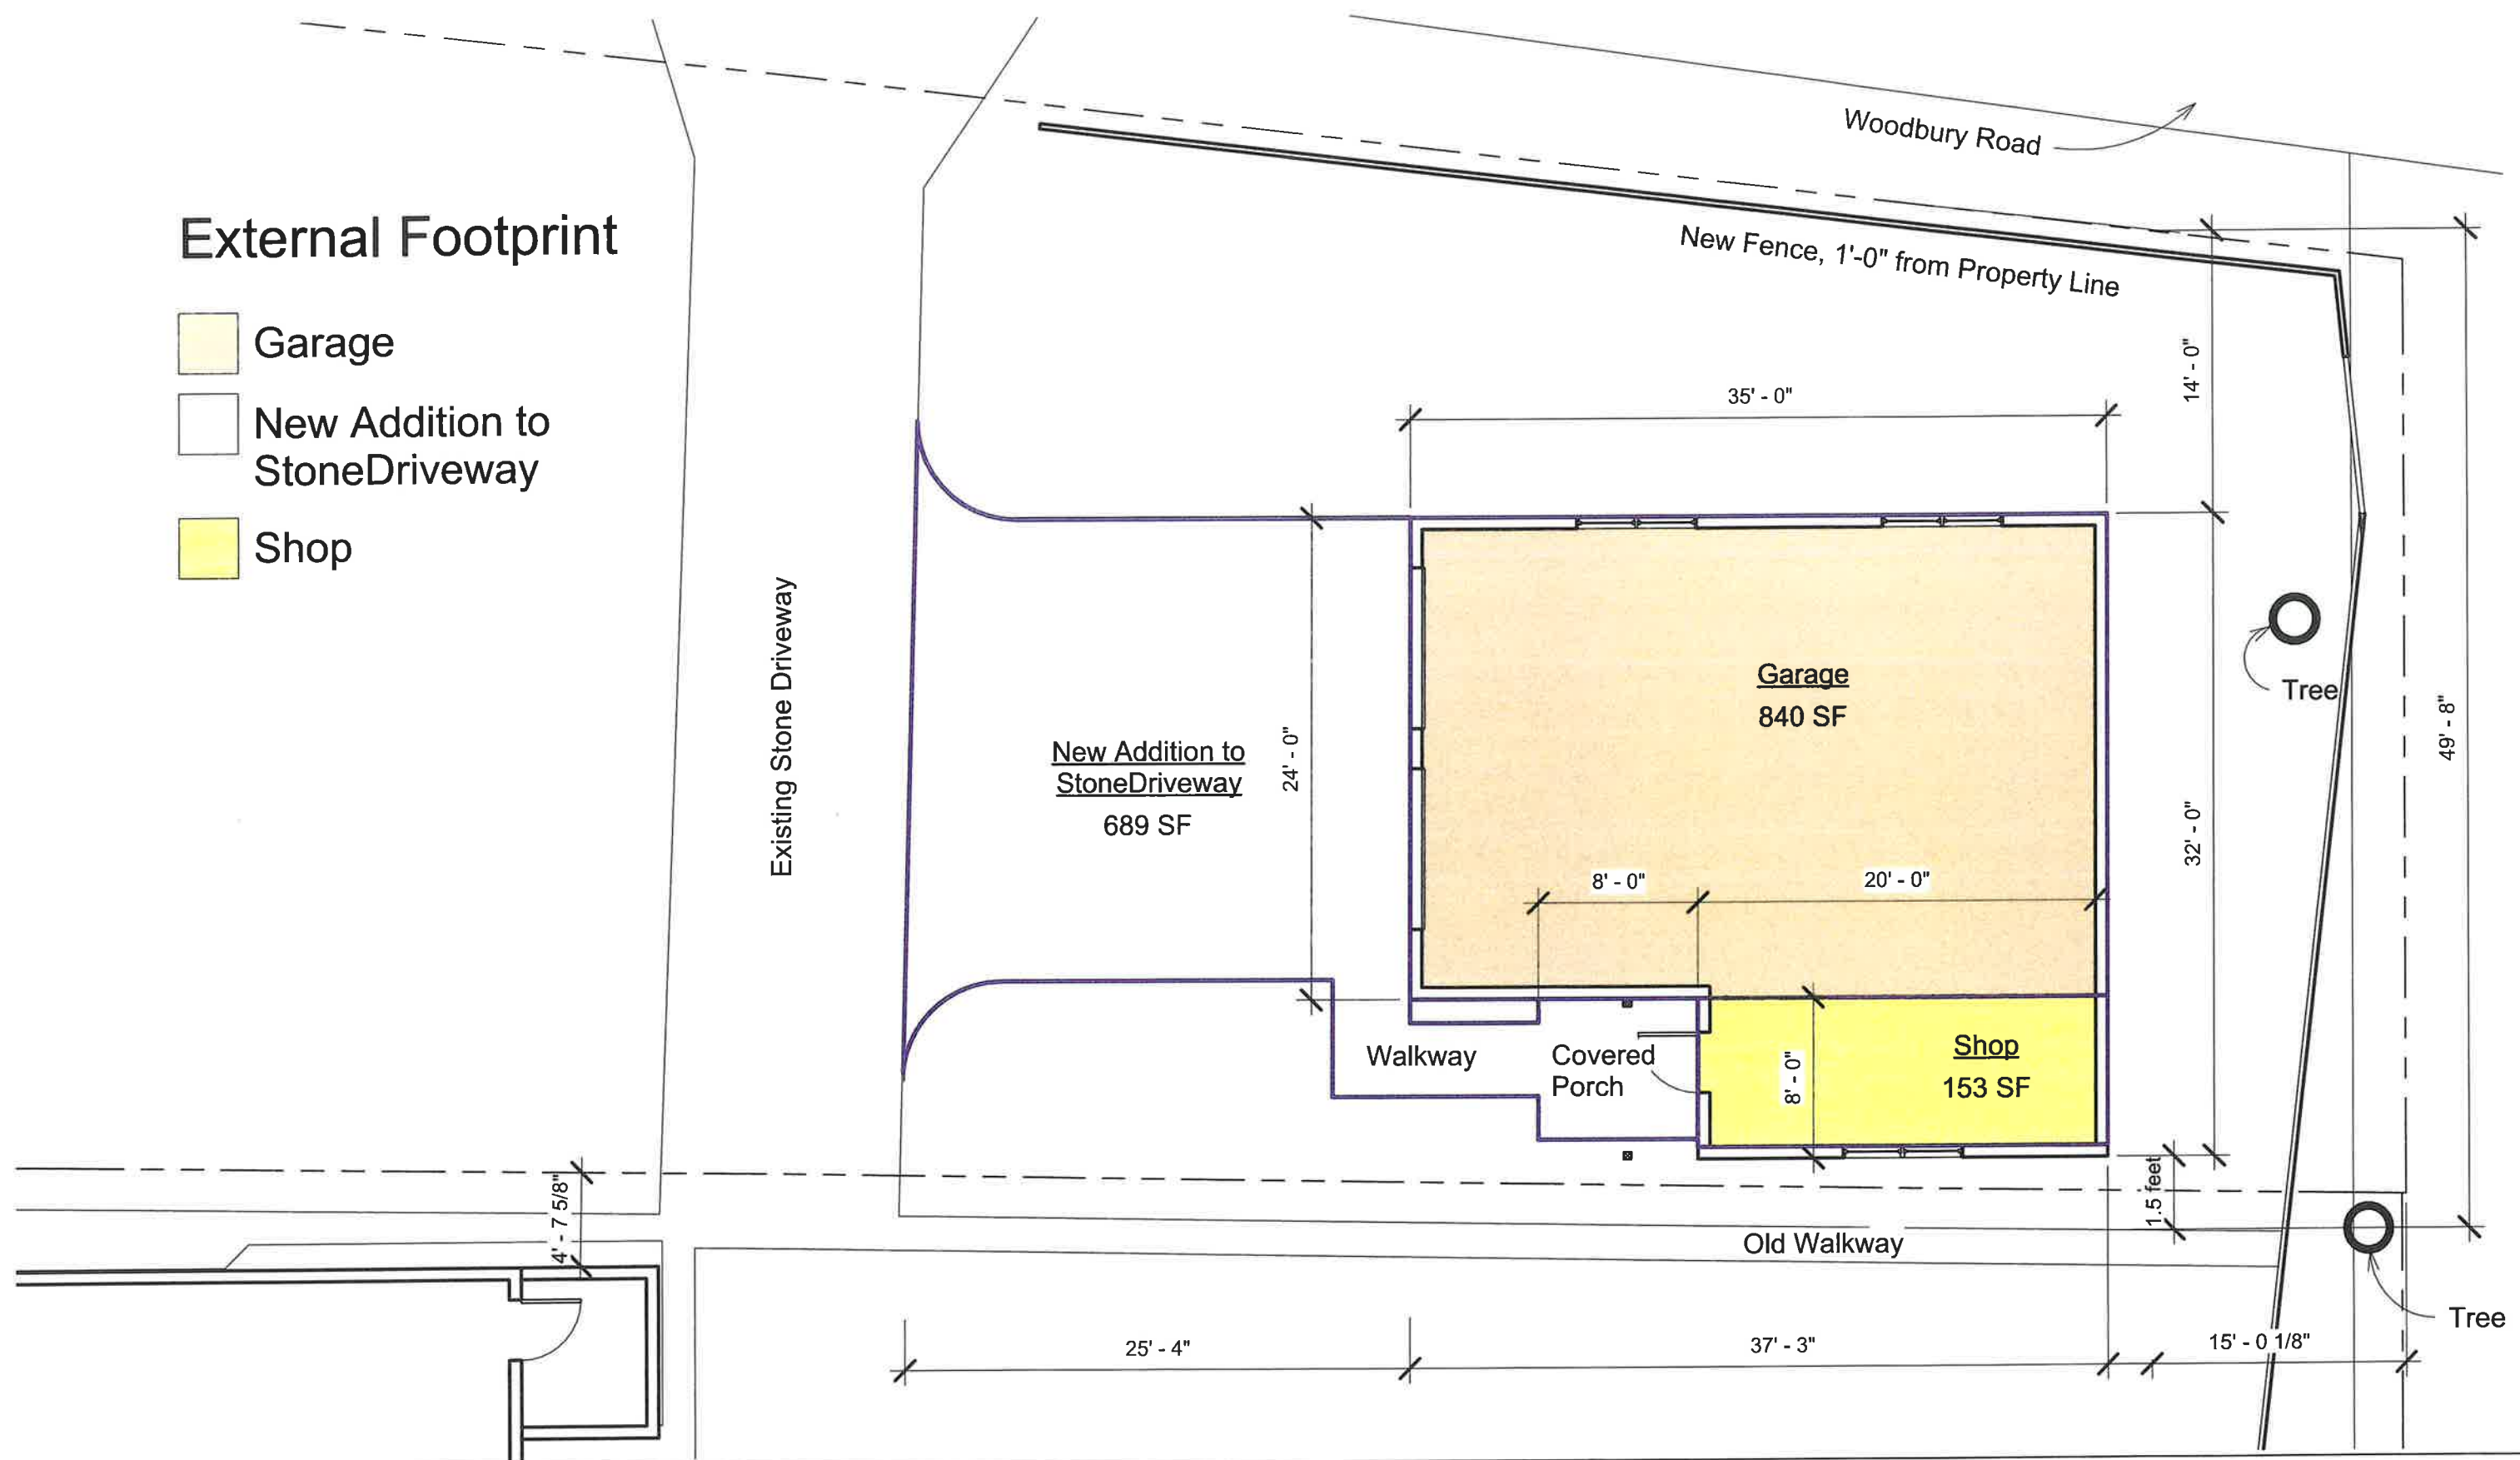 Woodbury Road
External Footprint
New Fence, 1'-0" from Property Line
Garage
New Addition to
StoneDriveway
Shop
35' - 0"
14' - 0"
Existing Stone Driveway
Garage
840 SF
Tree
New Addition to
StoneDriveway
689 SF
24' - 0"
49' - 8"
32' - 0"
8' - 0"
20' - 0"
Walkway
Covered
Porch
8' - 0"
Shop
153 SF
4' - 7 5/8"
1.5 feet
Old Walkway
Tree
25' - 4"
37' - 3"
15' - 0 1/8"